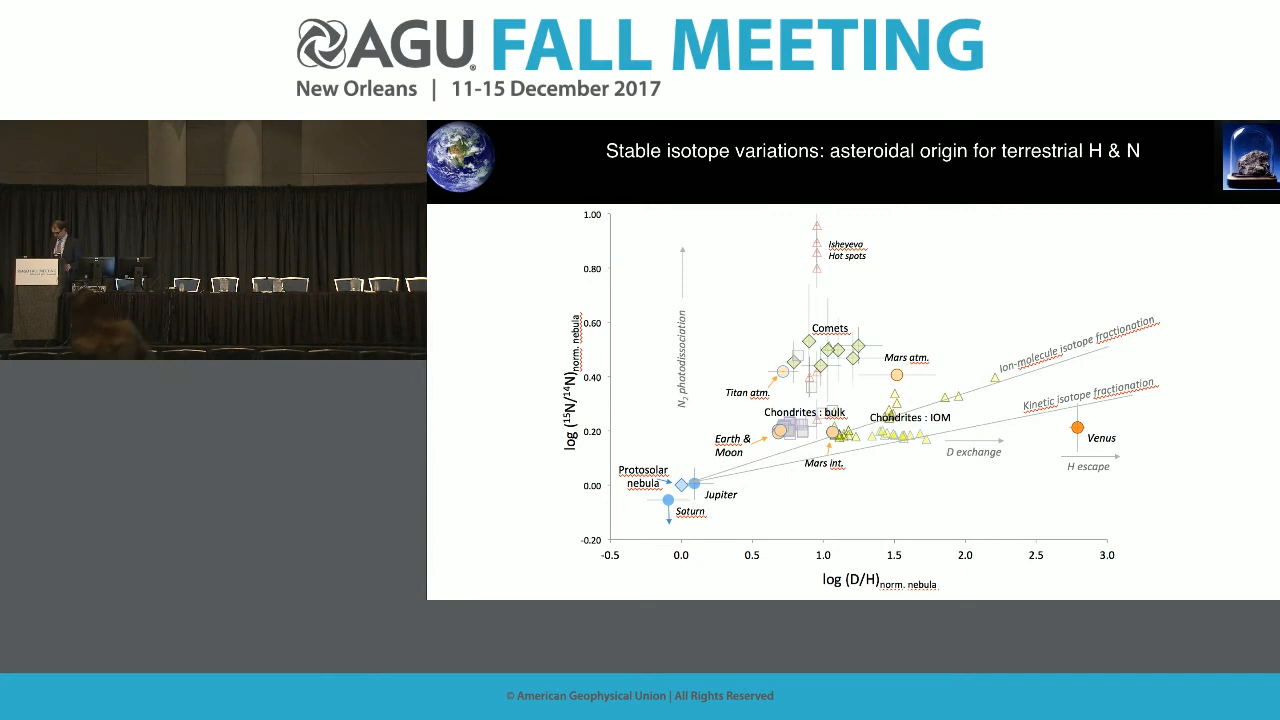 AGU FALL MEETING
New Orleans | 11-15 December 2017
Stable isotope variations: asteroidal origin for terrestrial H & N
AGU FALL MEETING
1.00
0.80
0.60
0.40
0.20
0.00
-0.20
log (15N/14N)norm. nebula
N2 photodissociation
Isheyevo
Hot spots
Comets
Mars atm.
Ion-molecule isotope fractionation
Titan atm.
Kinetic isotope fractionation
Chondrites : bulk
Chondrites : IOM
Earth &
Moon
Venus
D exchange
Mars int.
H escape
Protosolar
nebula
Jupiter
Saturn
-0.5 0.0 0.5 1.0 1.5 2.0 2.5 3.0
log (D/H)norm. nebula
© American Geophysical Union | All Rights Reserved